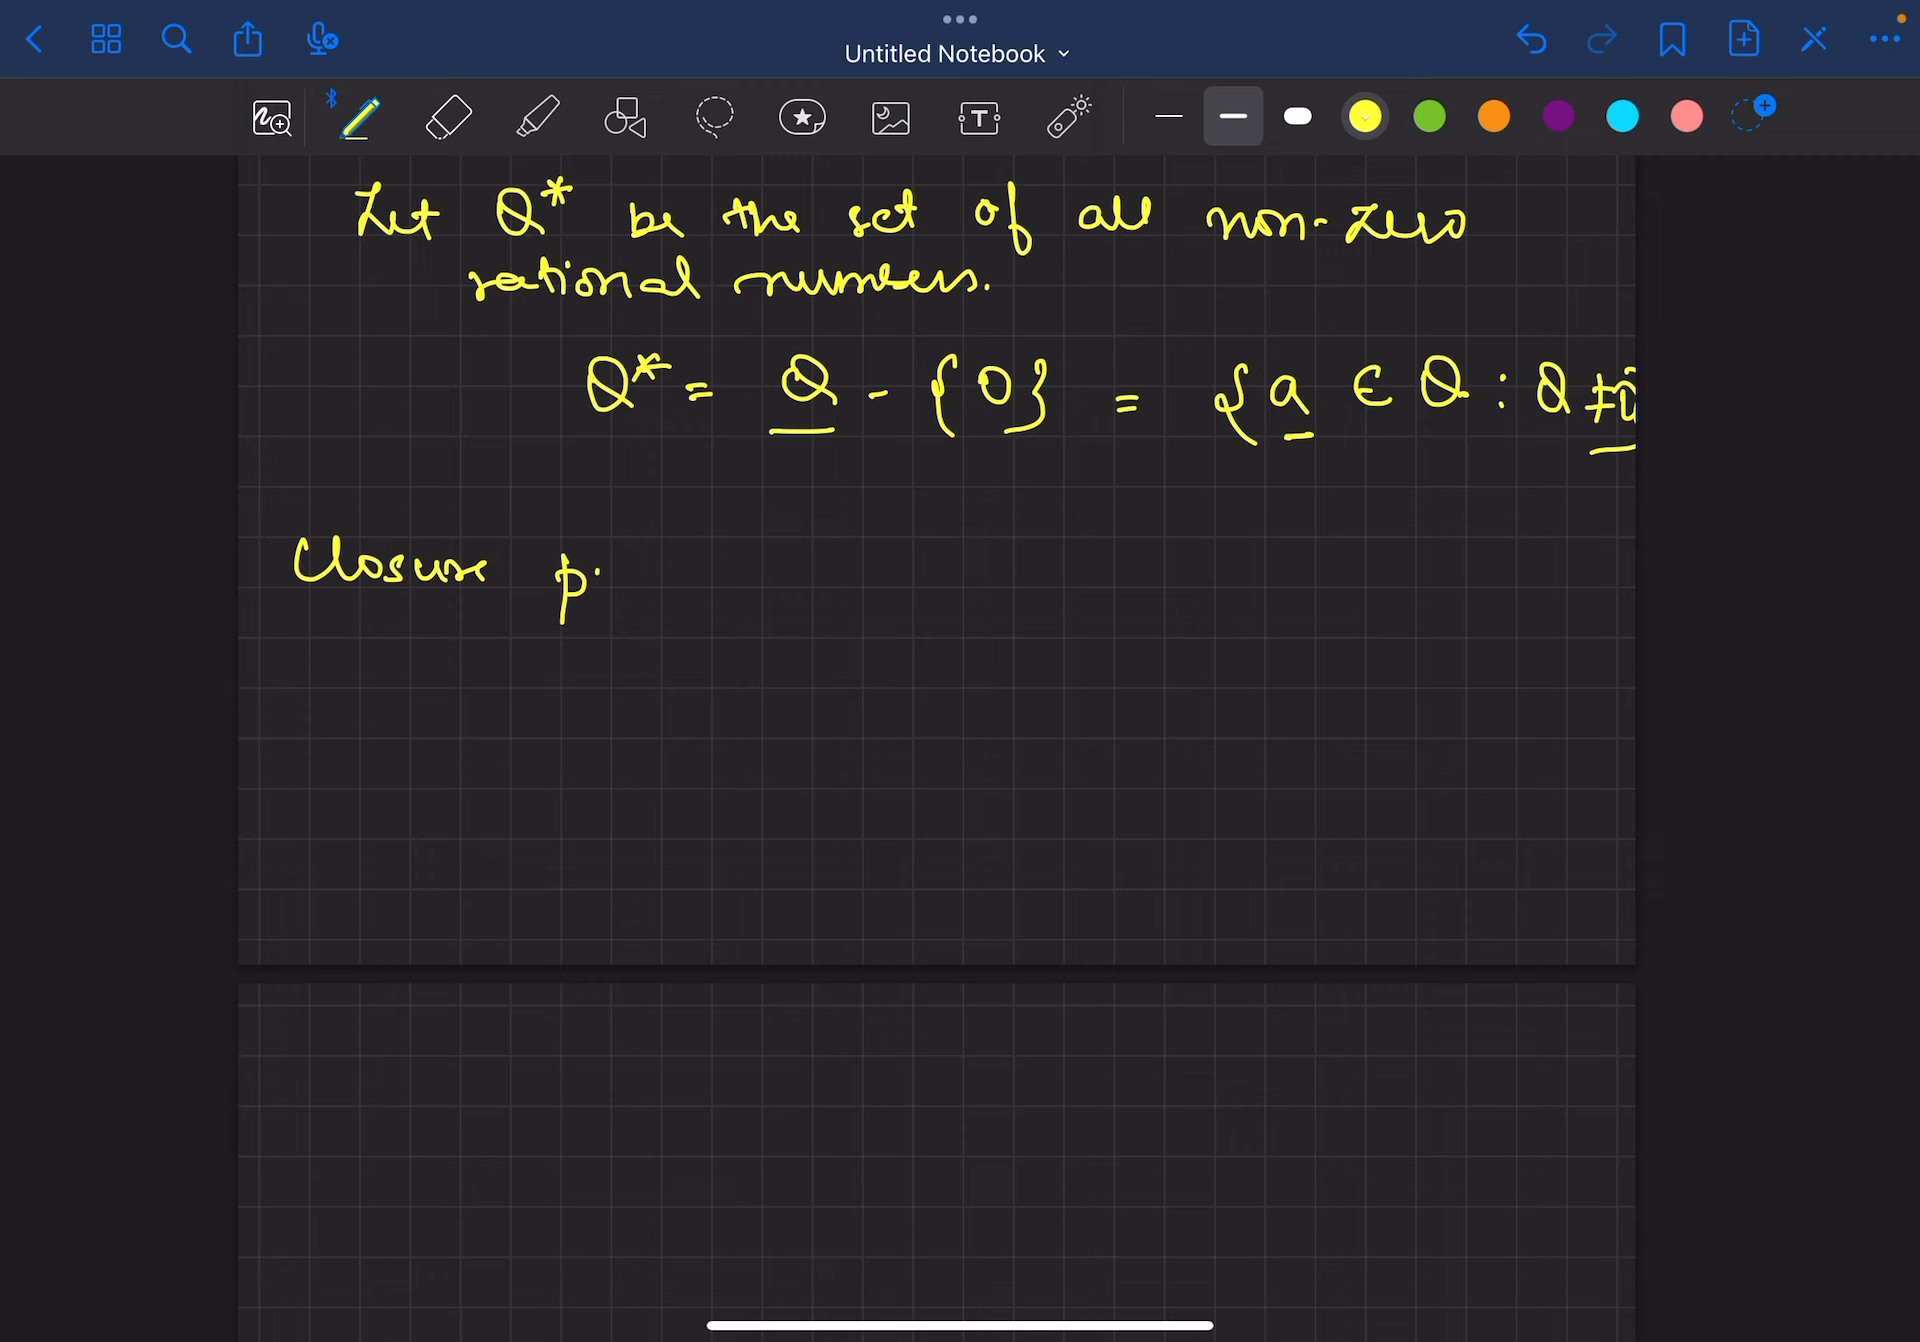 Untitled Notebook
Let Q* be the set of all non-zero
rational numbers.
Q* = Q - {0} = {a ∈ Q : Q ≠ 0
Closure p